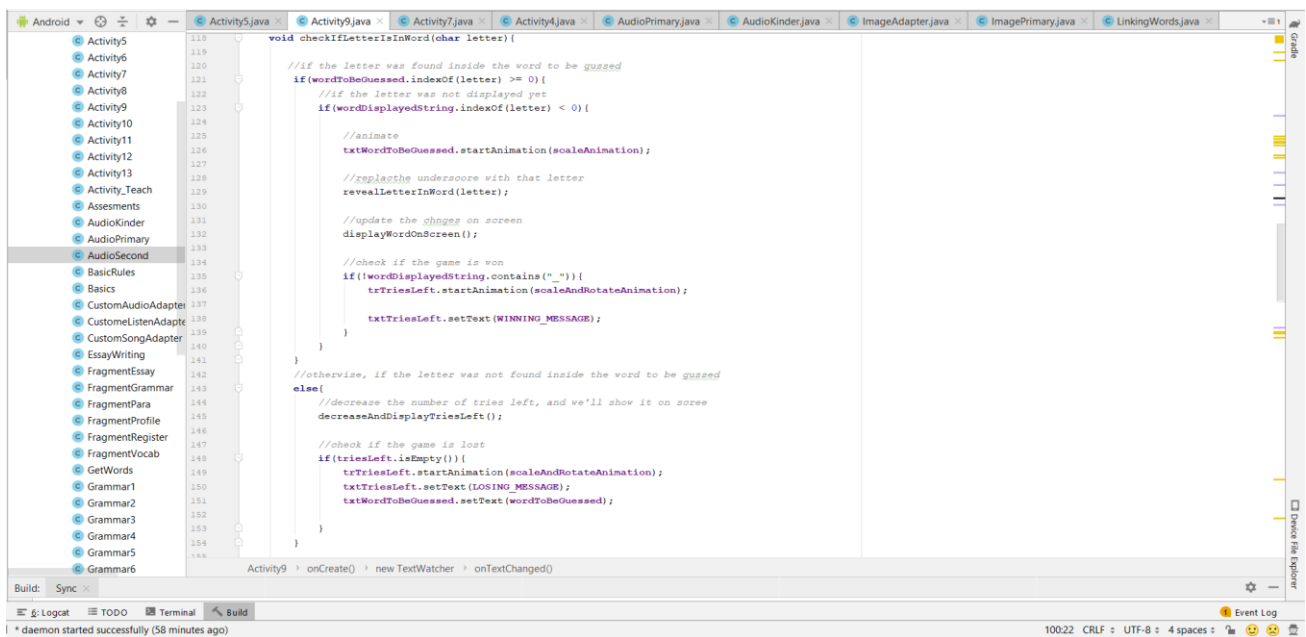 Android
Activity5.java
Activity9.java
Activity7.java
Activity4.java
AudioPrimary.java
AudioKinder.java
ImageAdapter.java
ImagePrimary.java
LinkingWords.java
1
Activity5
Activity6
Activity7
Activity8
Activity9
Activity10
Activity11
Activity12
Activity13
Activity_Teach
Assesments
AudioKinder
AudioPrimary
AudioSecond
BasicRules
Basics
CustomAudioAdapter
CustomeListenAdapte
CustomSongAdapter
EssayWriting
FragmentEssay
FragmentGrammar
FragmentPara
FragmentProfile
FragmentRegister
FragmentVocab
GetWords
Grammar1
Grammar2
Grammar3
Grammar4
Grammar5
Grammar6
118 void checkIfLetterIsInWord(char letter){
119
120 //if the letter was found inside the word to be gussed
121 if(wordToBeGuessed.indexOf(letter) >= 0){
122 //if the letter was not displayed yet
123 if(wordDisplayedString.indexOf(letter) < 0){
124
125 //animate
126 txtWordToBeGuessed.startAnimation(scaleAnimation);
127
128 //replacthe underscore with that letter
129 revealLetterInWord(letter);
130
131 //update the chnges on screen
132 displayWordOnScreen();
133
134 //check if the game is won
135 if(!wordDisplayedString.contains("_")){
136 trTriesLeft.startAnimation(scaleAndRotateAnimation);
137
138 txtTriesLeft.setText(WINNING_MESSAGE);
139 }
140 }
141 }
142 //otherwise, if the letter was not found inside the word to be gussed
143 else{
144 //decrease the number of tries left, and we'll show it on scree
145 decreaseAndDisplayTriesLeft();
146
147 //check if the game is lost
148 if(triesLeft.isEmpty()){
149 trTriesLeft.startAnimation(scaleAndRotateAnimation);
150 txtTriesLeft.setText(LOSING_MESSAGE);
151 txtWordToBeGuessed.setText(wordToBeGuessed);
152
153 }
154 }
155
Activity9 > onCreate() > new TextWatcher > onTextChanged()
Gradle
Device File Explorer
Build: Sync
6: Logcat TODO Terminal Build
1 Event Log
* daemon started successfully (58 minutes ago)
100:22 CRLF UTF-8 4 spaces